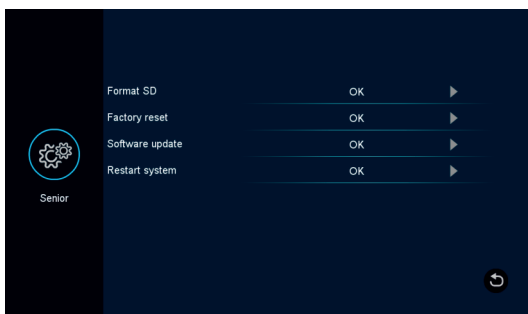 Format SD OK
Factory reset OK
Software update OK
Restart system OK
Senior